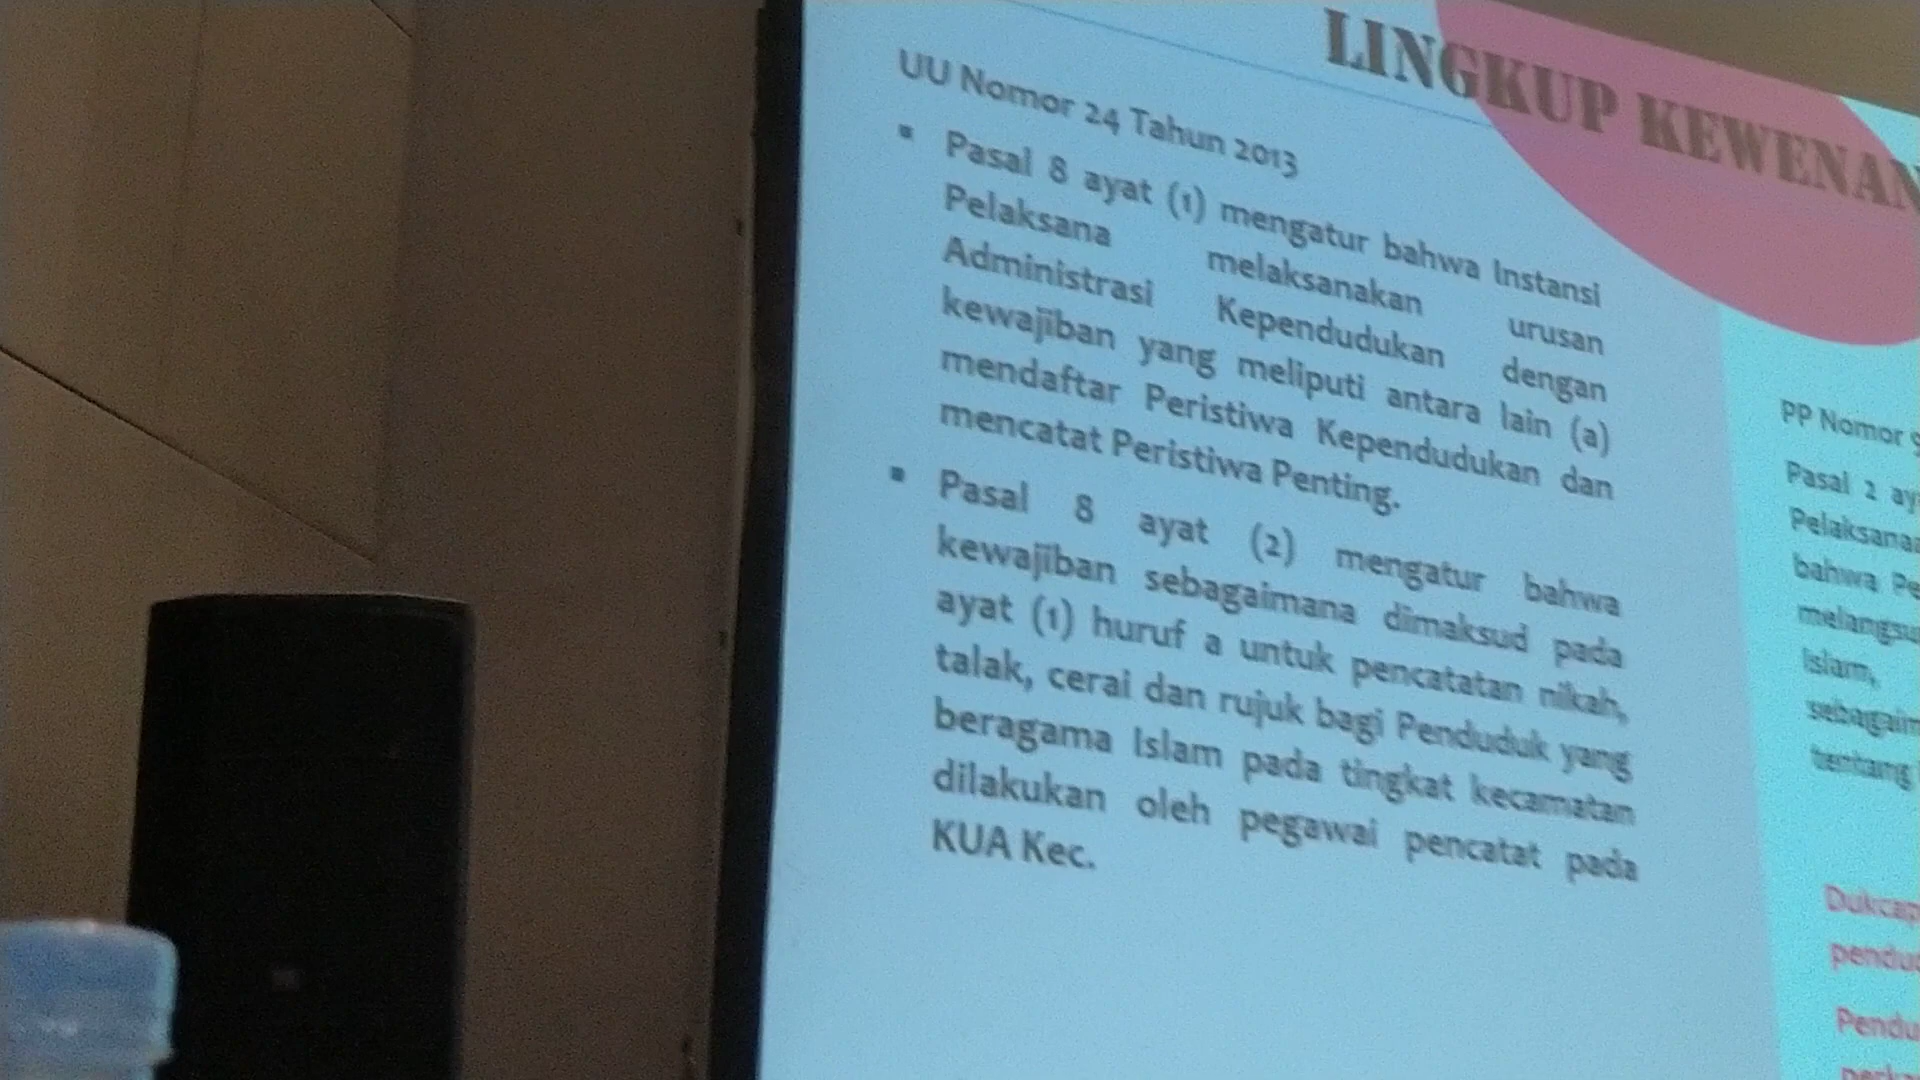 LINGKUP
UU Nomor 24 Tahun 2013
▪ Pasal 8 ayat (1) mengatur bahwa Instansi
Pelaksana melaksanakan urusan
Administrasi Kependudukan dengan
kewajiban yang meliputi antara lain (a)
mendaftar Peristiwa Kependudukan dan
mencatat Peristiwa Penting.
▪ Pasal 8 ayat (2) mengatur bahwa
kewajiban sebagaimana dimaksud pada
ayat (1) huruf a untuk pencatatan nikah,
talak, cerai dan rujuk bagi Penduduk yang
beragama Islam pada tingkat kecamatan
dilakukan oleh pegawai pencatat pada
KUA Kec.
PP Nomor
Pasal 2
bahwa
Islam,
tentang